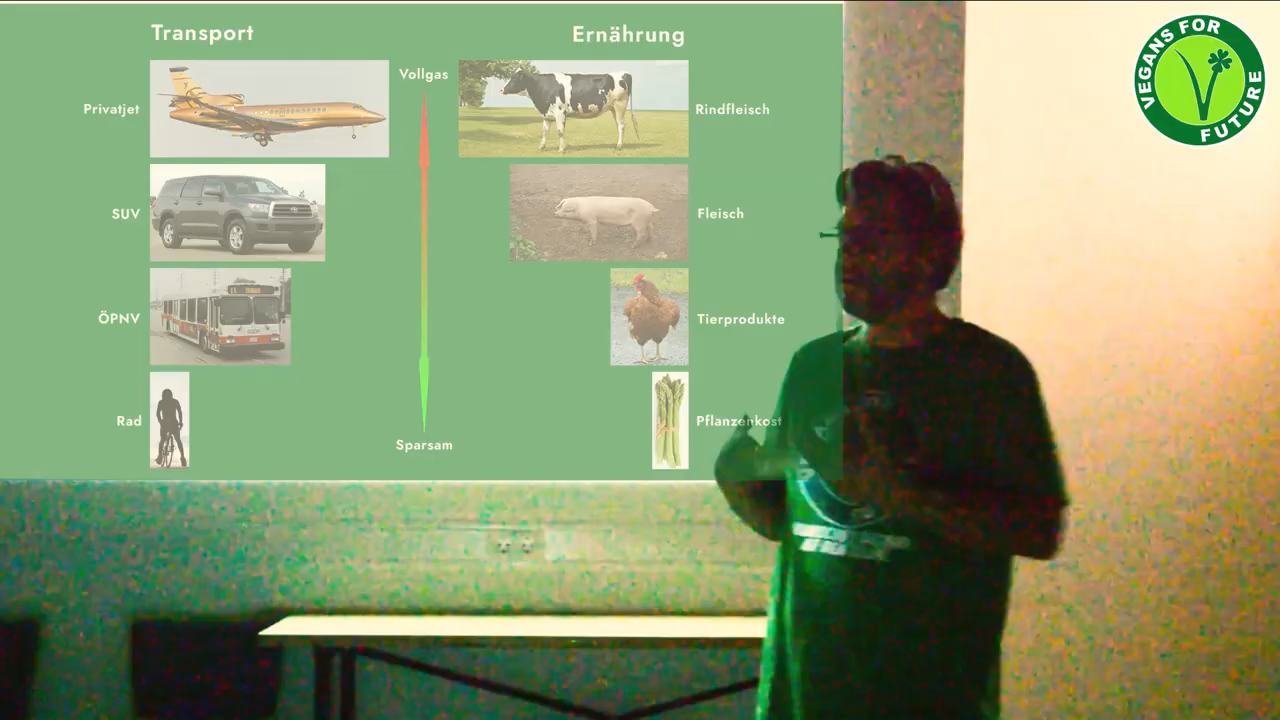 Transport
Ernährung
Vollgas
Privatjet
Rindfleisch
SUV
Fleisch
ÖPNV
Tierprodukte
Rad
Pflanzenkost
Sparsam
VEGANS FOR
FUTURE